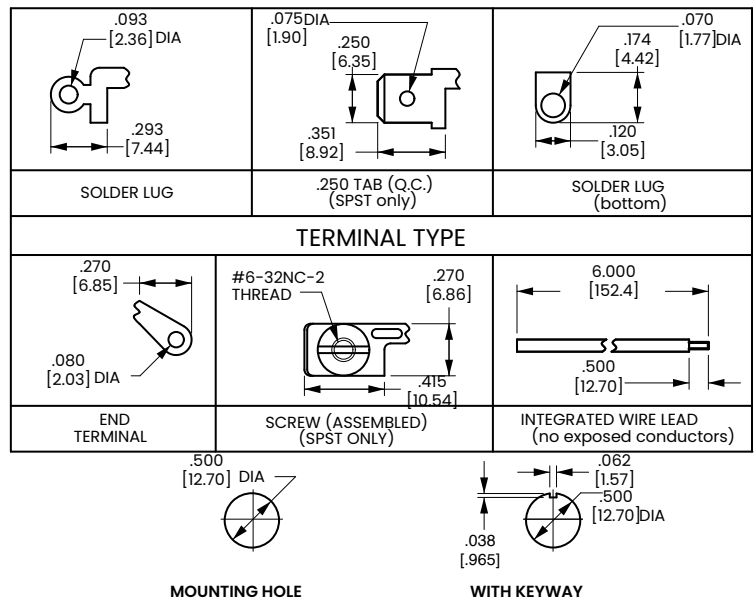 .093
[2.36] DIA
.293
[7.44]
SOLDER LUG
.075DIA
[1.90]
.250
[6.35]
.351
[8.92]
.250 TAB (Q.C.)
(SPST only)
.070
[1.77]DIA
.174
[4.42]
.120
[3.05]
SOLDER LUG
(bottom)
TERMINAL TYPE
.270
[6.85]
.080
[2.03] DIA
END
TERMINAL
#6-32NC-2
THREAD
.270
[6.86]
.415
[10.54]
SCREW (ASSEMBLED)
(SPST ONLY)
6.000
[152.4]
.500
[12.70]
INTEGRATED WIRE LEAD
(no exposed conductors)
.500
[12.70] DIA
MOUNTING HOLE
.062
[1.57]
.500
[12.70]DIA
.038
[.965]
WITH KEYWAY